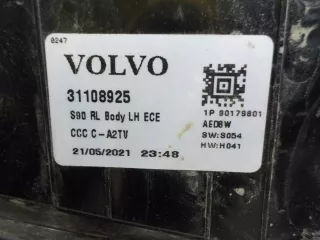 0247
VOLVO
31108925
S90 RL Body LH ECE
CCC C-A2TV
21/05/2021 23:48
1P 90179801
AED8W
SW:S054
HW:H041